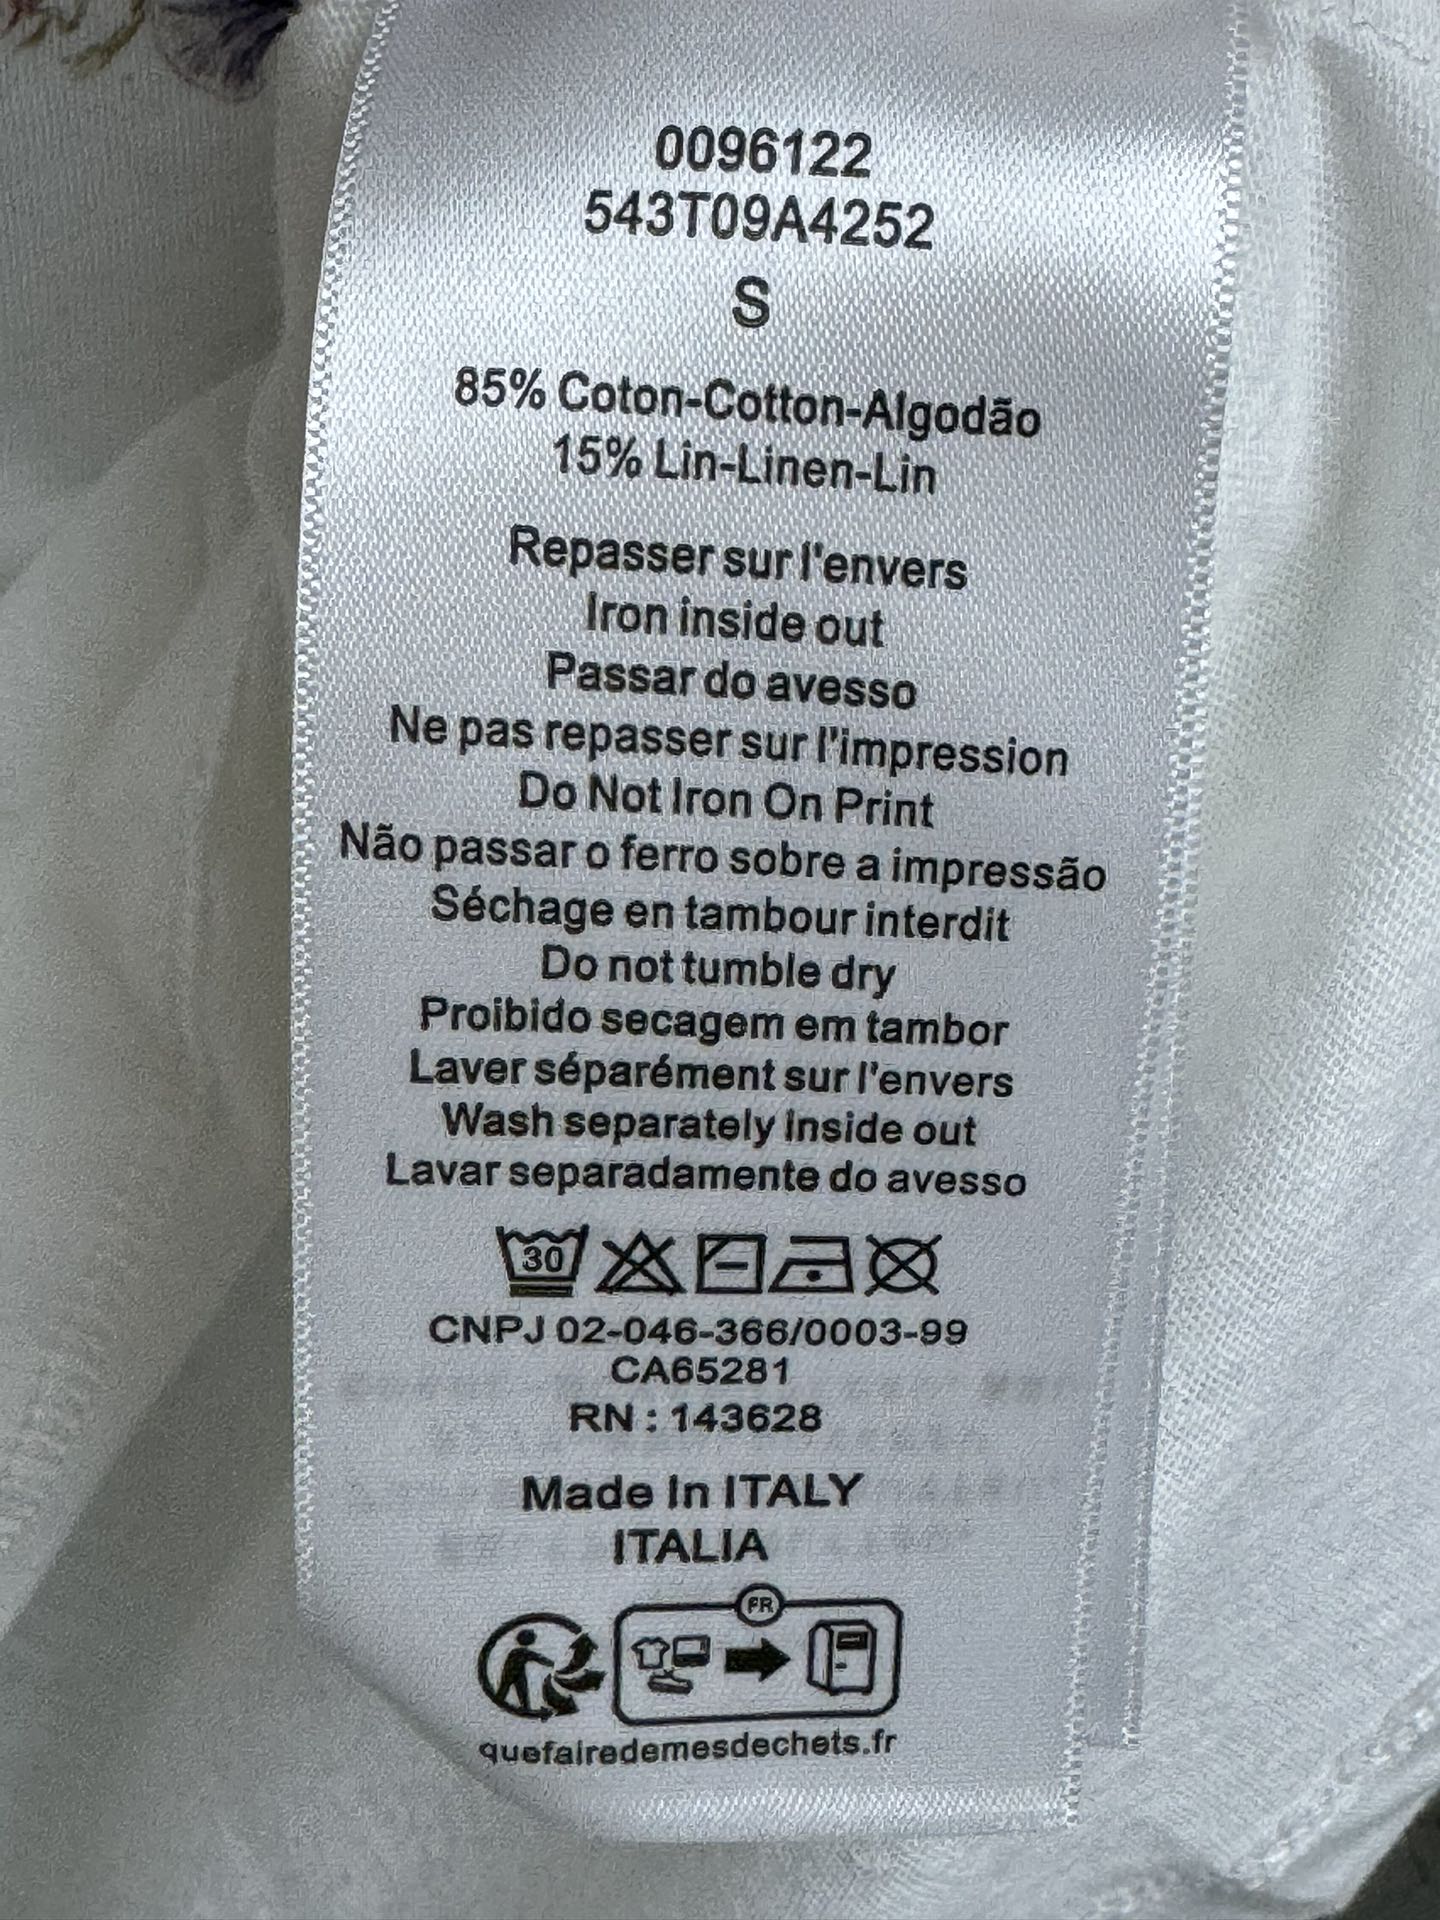 0096122
543T09A4252
S
85% Coton-Cotton-Algodão
15% Lin-Linen-Lin
Repasser sur l'envers
Iron inside out
Passar do avesso
Ne pas repasser sur l'impression
Do Not Iron On Print
Não passar o ferro sobre a impressão
Séchage en tambour interdit
Do not tumble dry
Proibido secagem em tambor
Laver séparément sur l'envers
Wash separately inside out
Lavar separadamente do avesso
30
CNPJ 02-046-366/0003-99
CA65281
RN : 143628
Made In ITALY
ITALIA
FR
quefairedemesdechets.fr